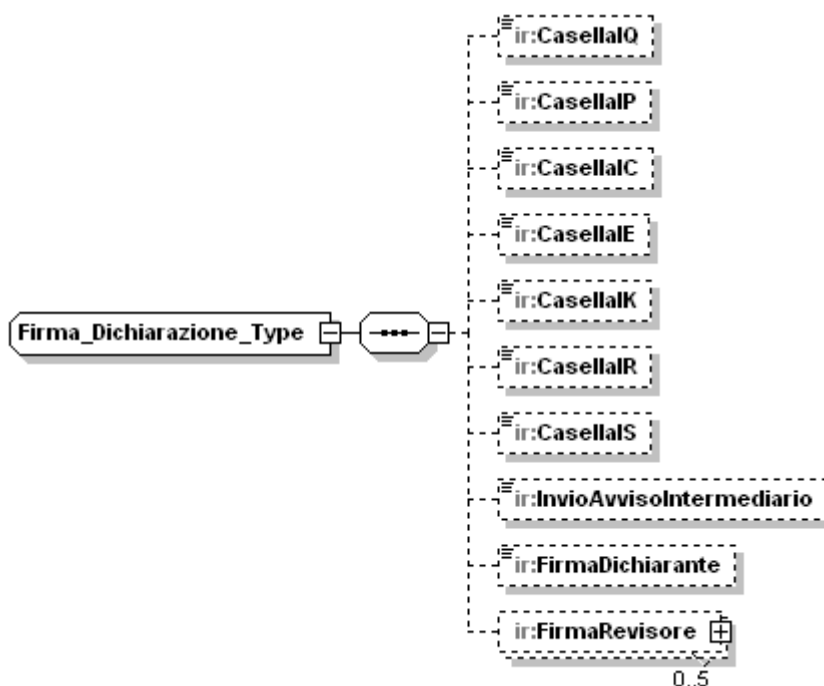 ir:CasellaIQ
ir:CasellaIP
ir:CasellaIC
ir:CasellaIE
ir:CasellaIK
Firma_Dichiarazione_Type
ir:CasellaIR
ir:CasellaIS
ir:InvioAvvisoIntermediario
ir:FirmaDichiarante
ir:FirmaRevisore
0..5